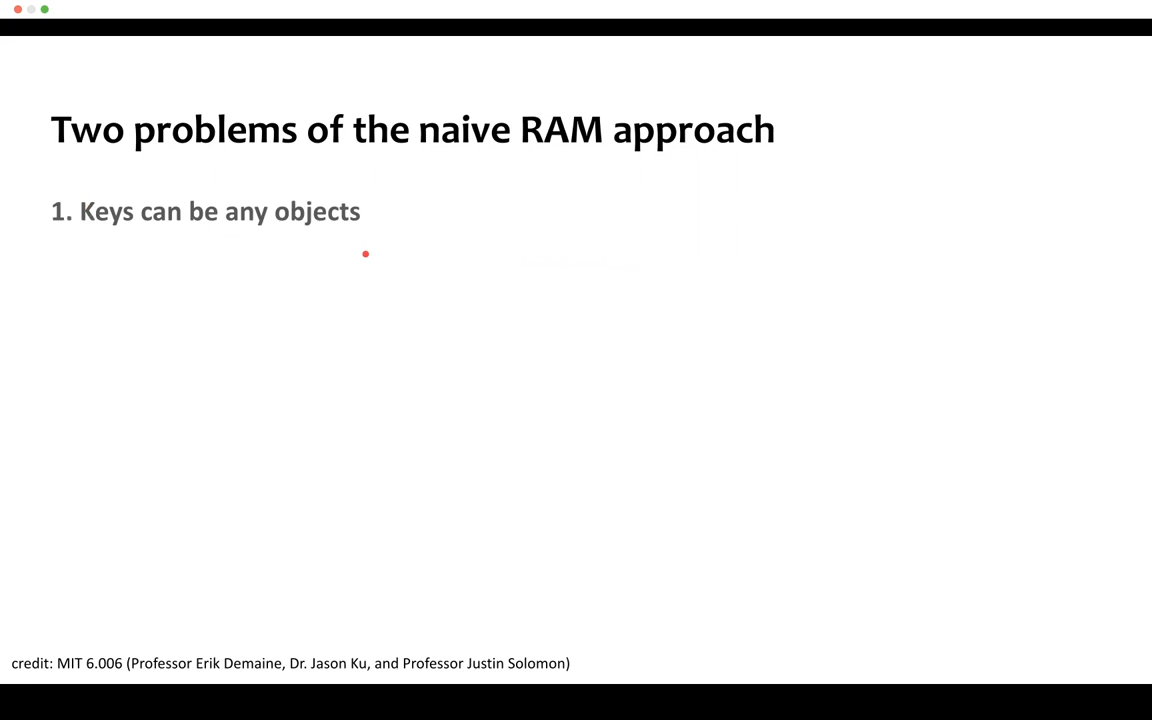 Two problems of the naive RAM approach
1. Keys can be any objects
credit: MIT 6.006 (Professor Erik Demaine, Dr. Jason Ku, and Professor Justin Solomon)